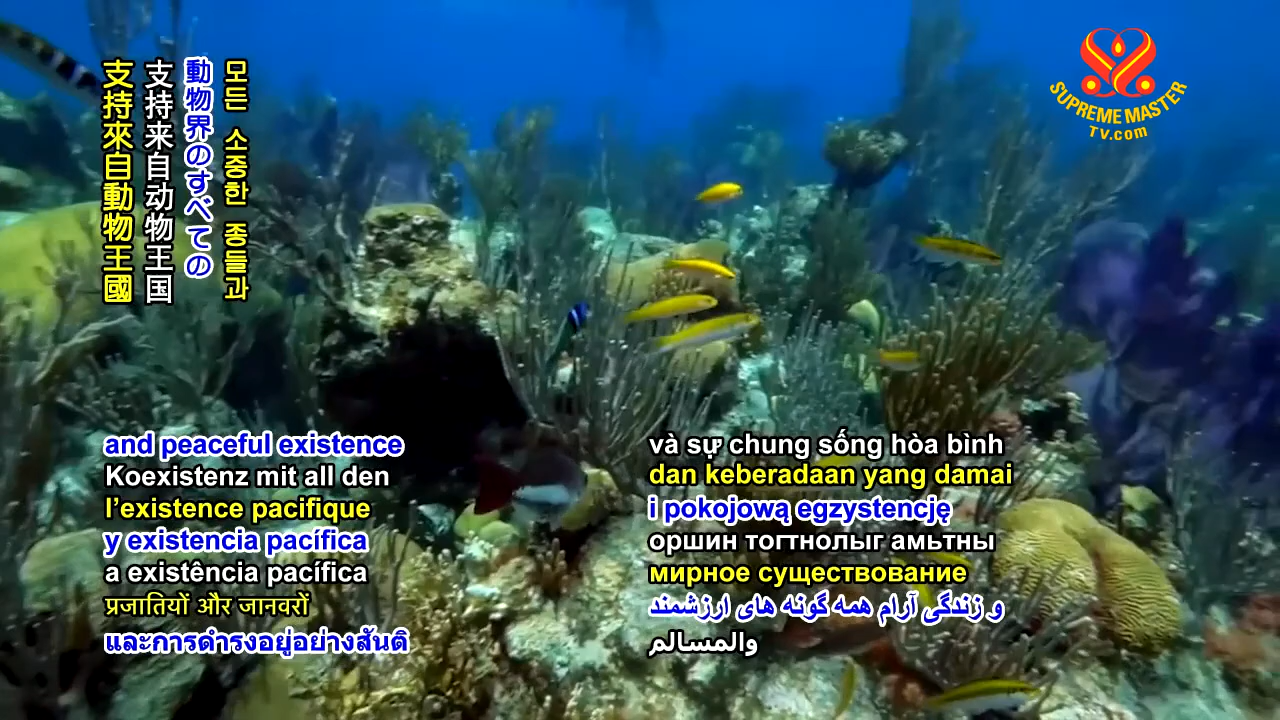 支持來自動物王國
支持来自动物王国
動物界のすべての
모든 소중한 종들과
SUPREME MASTER
TV.com
and peaceful existence
Koexistenz mit all den
l’existence pacifique
y existencia pacífica
a existência pacífica
प्रजातियों और जानवरों
และการดำรงอยู่อย่างสันติ
và sự chung sống hòa bình
dan keberadaan yang damai
i pokojową egzystencję
оршин тогтнолыг амьтны
мирное существование
و زندگی آرام همه گونه های ارزشمند
والمسالم